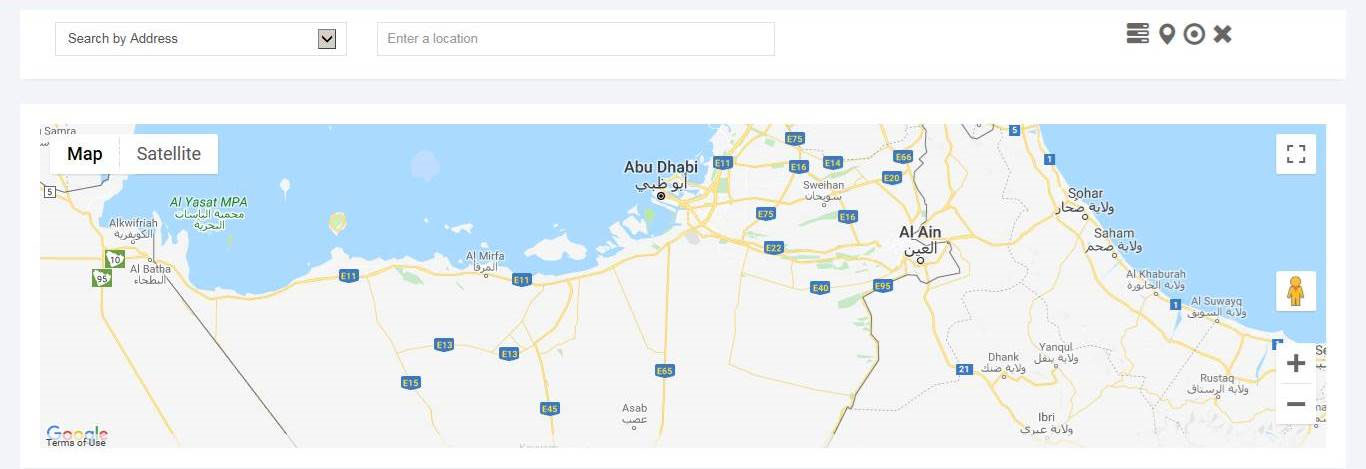 Search by Address
Enter a location
Samra
Map
Satellite
5
Al Yasat MPA
محمية الياسات
البحرية
Alkwifriah
الكويفرية
10
Al Batha
البطحاء
95
Al Mirfa
المرفأ
E11
E11
Abu Dhabi
أبو ظبي
E11
E75
E16
E14
E66
E20
Sweihan
سويحان
E75
E16
E22
E40
E95
Al Ain
العين
5
1
Sohar
ولاية صحار
Saham
ولاية صحم
Al Khaburah
ولاية الخابورة
1
Al Suwayq
ولاية السويق
E13
E13
E15
E45
E65
Asab
عصب
21
Dhank
ولاية ضنك
Yanqul
ولاية ينقل
Rustaq
ولاية الرستاق
Ibri
ولاية عبري
Google
Terms of Use